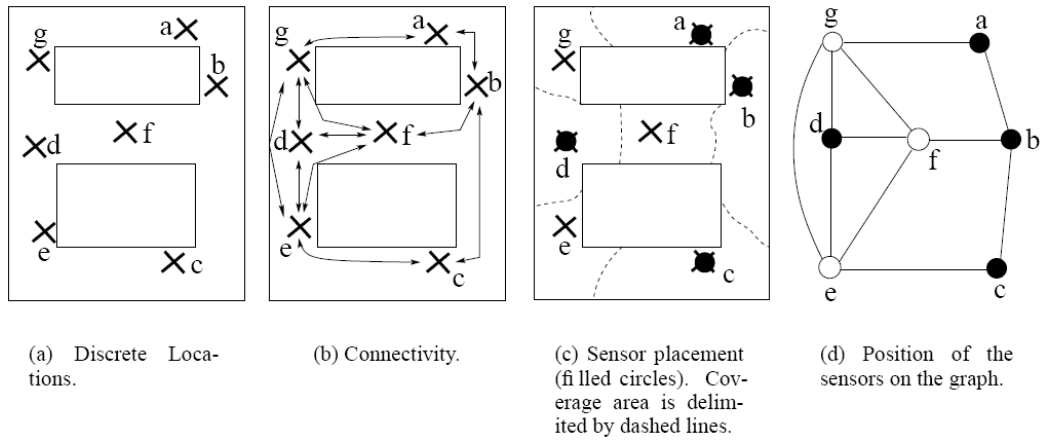 a
g
b
f
d
e
c
a
g
b
f
d
e
c
a
g
b
f
d
e
c
g
a
d
b
f
e
c
(a) Discrete Loca-
tions.
(b) Connectivity.
(c) Sensor placement
(filled circles). Cov-
erage area is delim-
ited by dashed lines.
(d) Position of the
sensors on the graph.